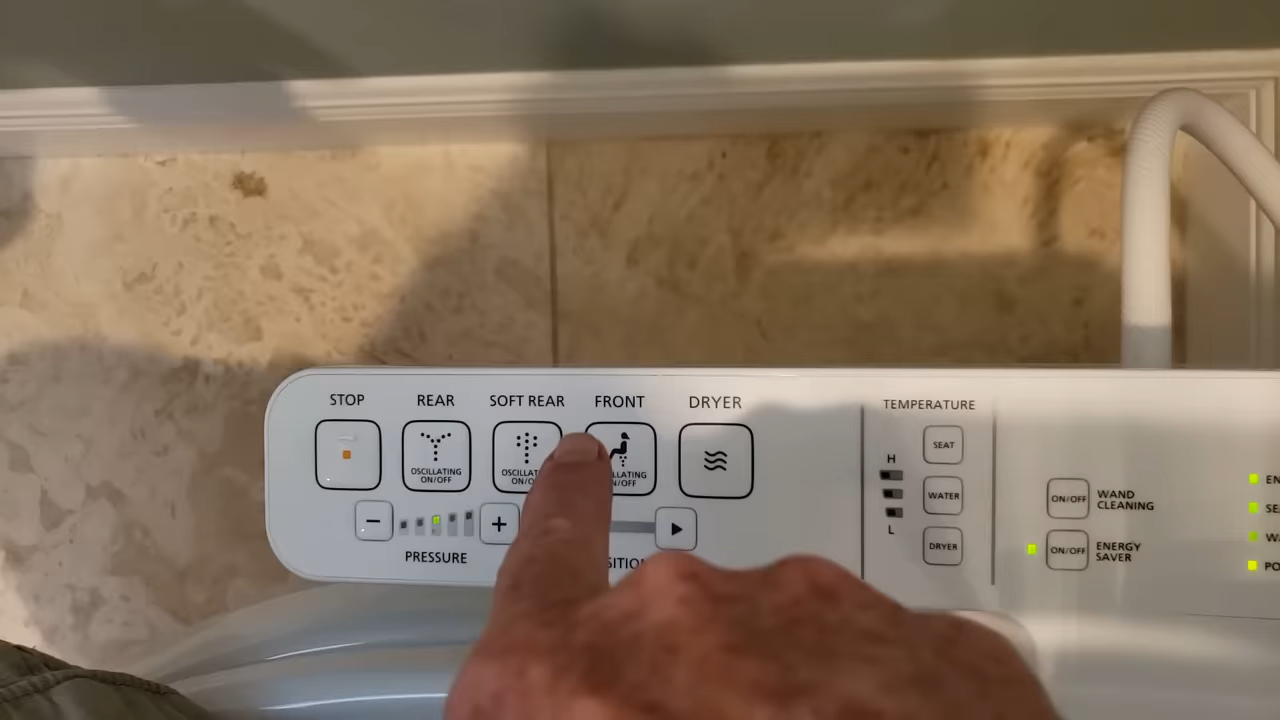 STOP
REAR
SOFT REAR
FRONT
DRYER
OSCILLATING
ON/OFF
PRESSURE
TEMPERATURE
SEAT
H
WATER
L
DRYER
ON/OFF
WAND
CLEANING
ON/OFF
ENERGY
SAVER